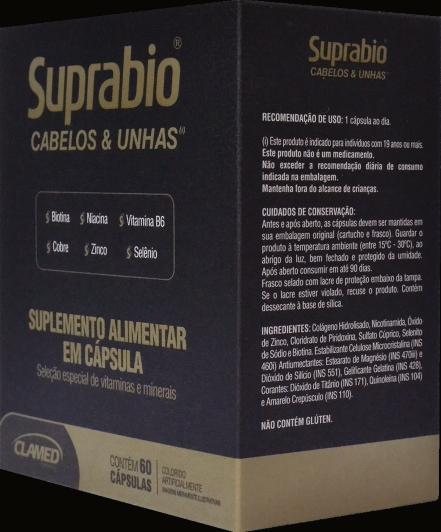 Suprabio®
CABELOS & UNHAS(i)
Biotina Niacina Vitamina B6
Cobre Zinco Selênio
SUPLEMENTO ALIMENTAR
EM CÁPSULA
Seleção especial de vitaminas e minerais
CLAMED
CONTÉM 60
CÁPSULAS
COLORIDO
ARTIFICIALMENTE
IMAGENS MERAMENTE ILUSTRATIVAS
Suprabio
CABELOS & UNHAS
RECOMENDAÇÃO DE USO: 1 cápsula ao dia.
(i) Este produto é indicado para indivíduos com 19 anos ou mais.
Este produto não é um medicamento.
Não exceder a recomendação diária de consumo
indicada na embalagem.
Mantenha fora do alcance de crianças.
CUIDADOS DE CONSERVAÇÃO:
Antes e após aberto, as cápsulas devem ser mantidas em
sua embalagem original (cartucho e frasco). Guardar o
produto à temperatura ambiente (entre 15ºC - 30ºC), ao
abrigo da luz, bem fechado e protegido da umidade.
Após aberto consumir em até 90 dias.
Frasco selado com lacre de proteção embaixo da tampa.
Se o lacre estiver violado, recuse o produto. Contém
dessecante à base de sílica.
INGREDIENTES: Colágeno Hidrolisado, Nicotinamida, Óxido
de Zinco, Cloridrato de Piridoxina, Sulfato Cúprico, Selenito
de Sódio e Biotina. Estabilizante Celulose Microcristalina (INS
460i) Antiumectantes: Estearato de Magnésio (INS 470iii) e
Dióxido de Silício (INS 551), Gelificante Gelatina (INS 428),
Corantes: Dióxido de Titânio (INS 171), Quinoleína (INS 104)
e Amarelo Crepúsculo (INS 110).
NÃO CONTÉM GLÚTEN.